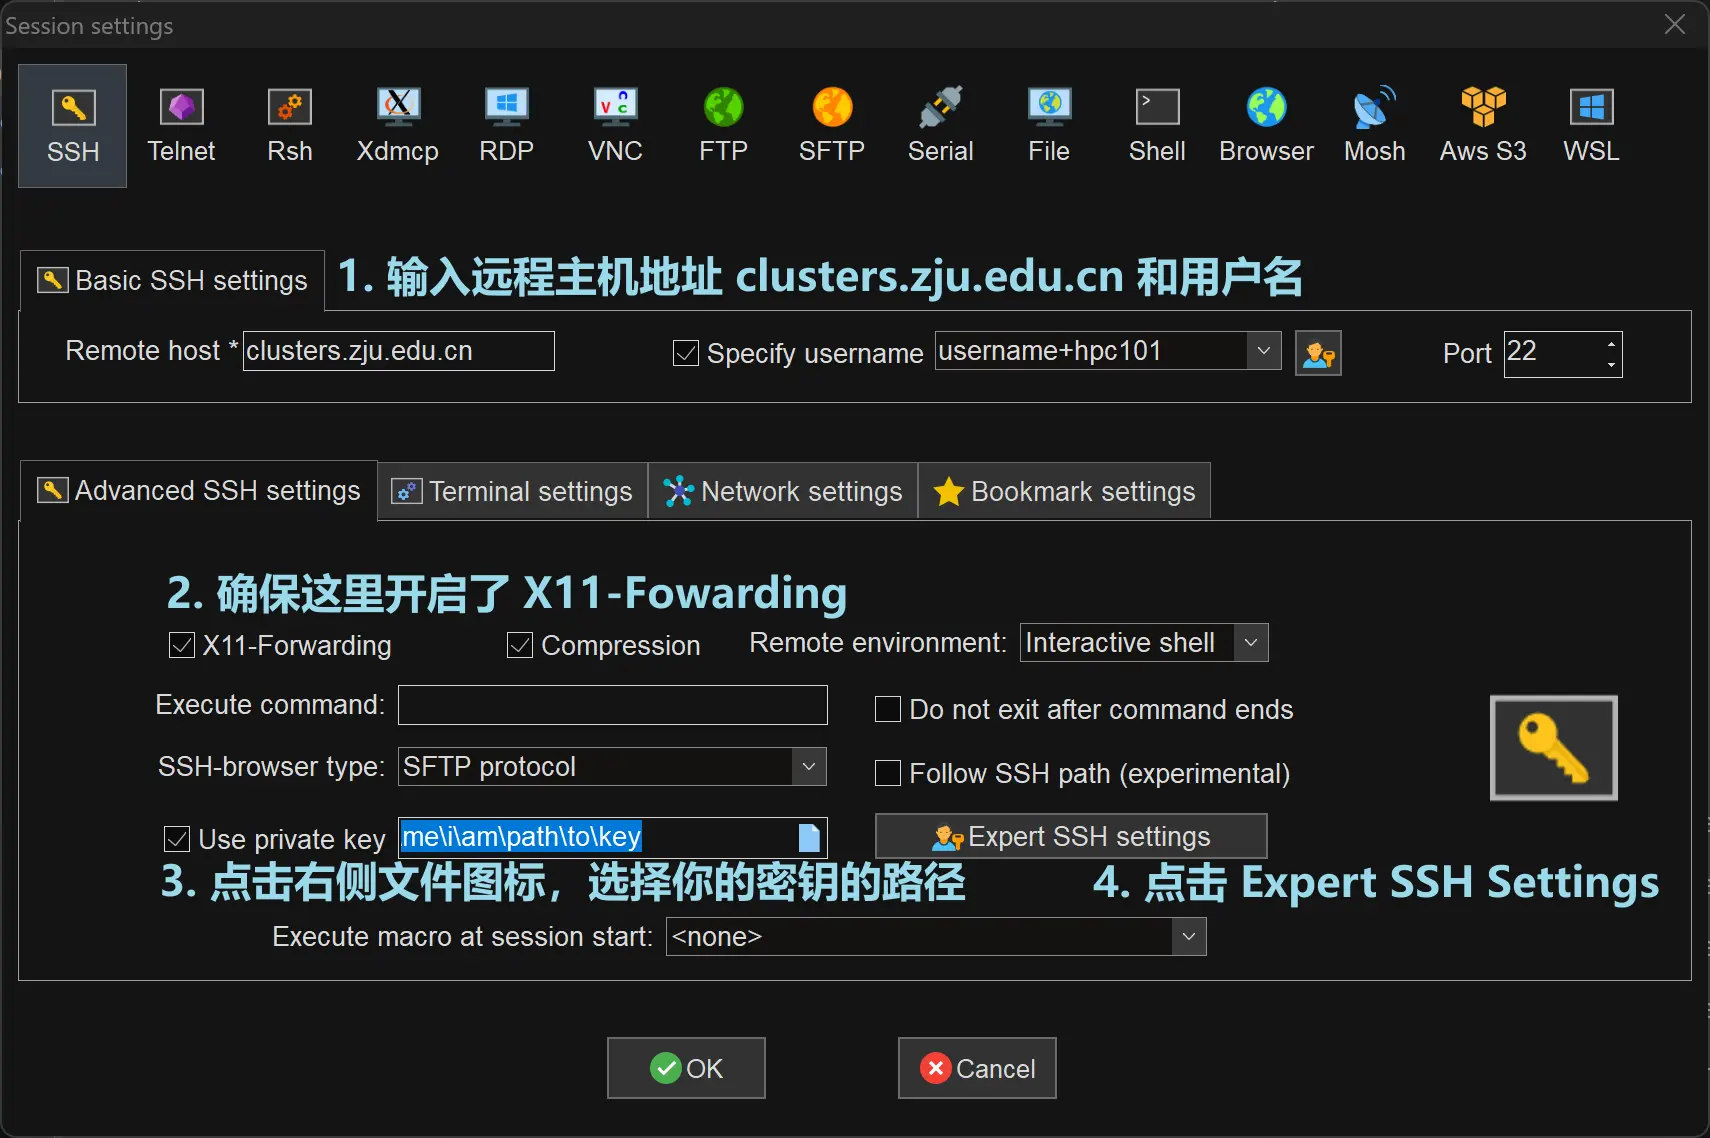 Session settings
SSH Telnet Rsh Xdmcp RDP VNC FTP SFTP Serial File Shell Browser Mosh Aws S3 WSL
Basic SSH settings
1. 输入远程主机地址 clusters.zju.edu.cn 和用户名
Remote host * clusters.zju.edu.cn Specify username username+hpc101 Port 22
Advanced SSH settings Terminal settings Network settings Bookmark settings
2. 确保这里开启了 X11-Fowarding
X11-Forwarding Compression Remote environment: Interactive shell
Execute command: Do not exit after command ends
SSH-browser type: SFTP protocol Follow SSH path (experimental)
Use private key me\i\am\path\to\key Expert SSH settings
3. 点击右侧文件图标，选择你的密钥的路径 4. 点击 Expert SSH Settings
Execute macro at session start: <none>
OK Cancel